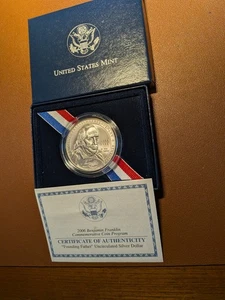 UNITED STATES MINT
2006 Benjamin Franklin
Commemorative Coin Program
CERTIFICATE OF AUTHENTICITY
"Founding Father" Uncirculated Silver Dollar